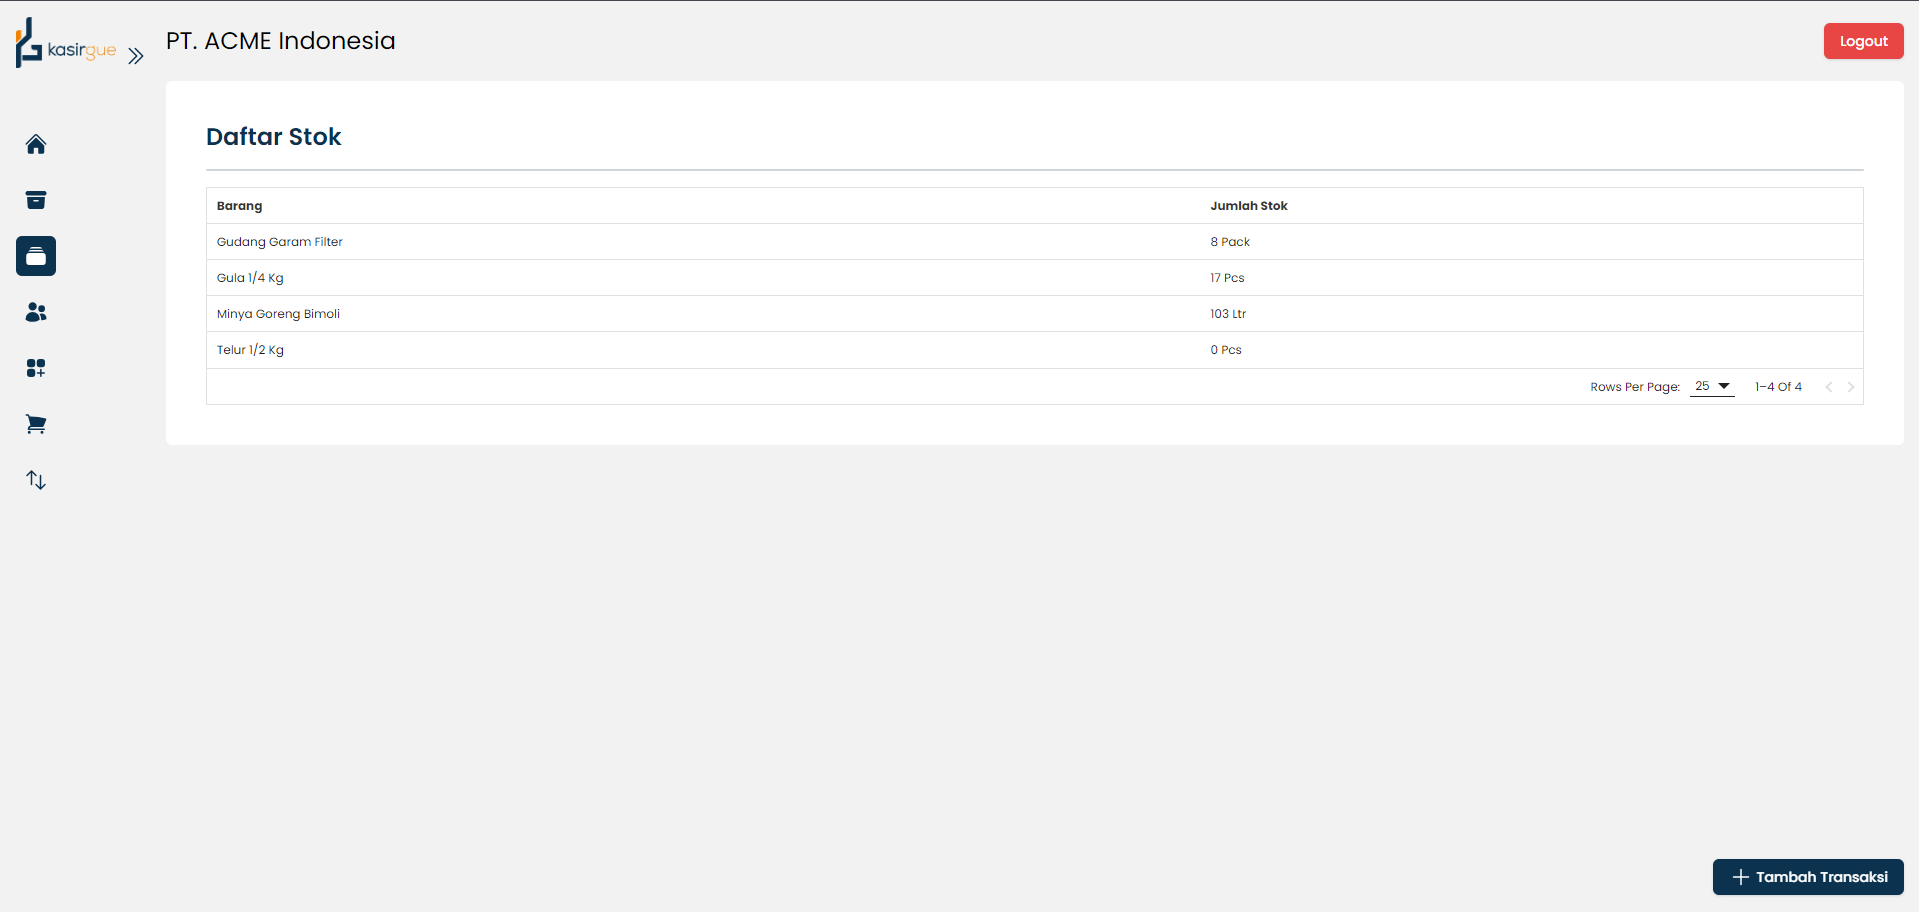 kasirgue
PT. ACME Indonesia
Logout
Daftar Stok
Barang Jumlah Stok
Gudang Garam Filter 8 Pack
Gula 1/4 Kg 17 Pcs
Minya Goreng Bimoli 103 Ltr
Telur 1/2 Kg 0 Pcs
Rows Per Page: 25 1–4 Of 4
Tambah Transaksi